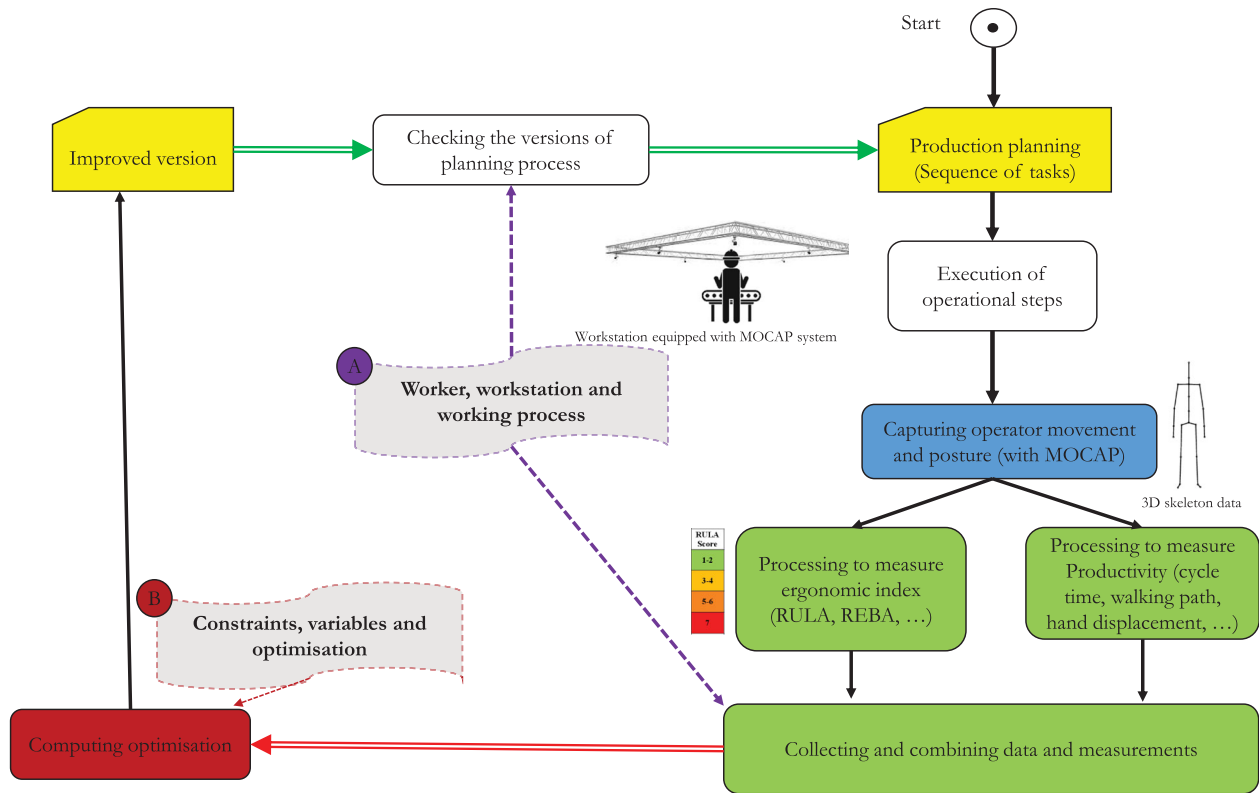 Start
Improved version
Checking the versions of
planning process
Production planning
(Sequence of tasks)
Execution of
operational steps
Workstation equipped with MOCAP system
A
Worker, workstation and
working process
Capturing operator movement
and posture (with MOCAP)
3D skeleton data
RULA
Score
1-2
3-4
5-6
7
Processing to measure
ergonomic index
(RULA, REBA, …)
Processing to measure
Productivity (cycle
time, walking path,
hand displacement, …)
B
Constraints, variables and
optimisation
Computing optimisation
Collecting and combining data and measurements